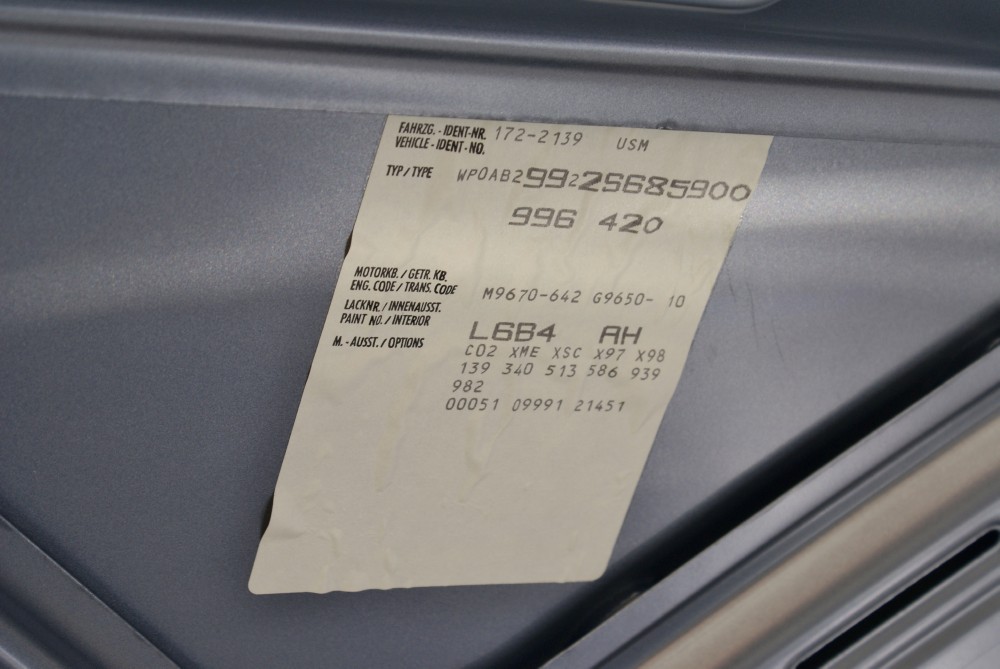 FAHRZG. - IDENT-NR. 172-2139 USM
VEHICLE - IDENT - NO.
TYP / TYPE WP0AB29922S685900
996 420
MOTORKB. / GETR. KB.
ENG. CODE / TRANS. CODE M9670-642 G9650- 10
LACKNR. / INNENAUSST.
PAINT NO. / INTERIOR L6B4 AH
M. - AUSST. / OPTIONS C02 XME XSC X97 X98
139 340 513 586 939
982
00051 09991 21451